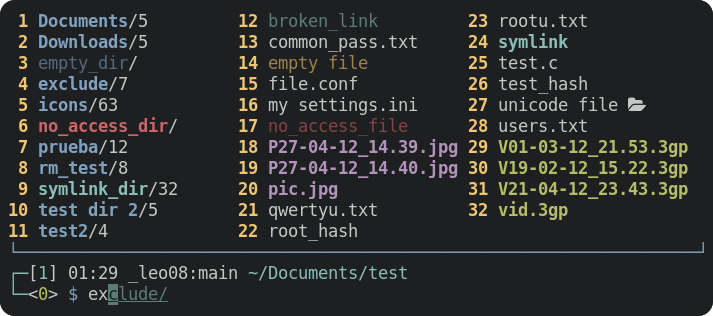 1 Documents/5 12 broken_link 23 rootu.txt
2 Downloads/5 13 common_pass.txt 24 symlink
3 empty_dir/ 14 empty file 25 test.c
4 exclude/7 15 file.conf 26 test_hash
5 icons/63 16 my settings.ini 27 unicode file 📂
6 no_access_dir/ 17 no_access_file 28 users.txt
7 prueba/12 18 P27-04-12_14.39.jpg 29 V01-03-12_21.53.3gp
8 rm_test/8 19 P27-04-12_14.40.jpg 30 V19-02-12_15.22.3gp
9 symlink_dir/32 20 pic.jpg 31 V21-04-12_23.43.3gp
10 test dir 2/5 21 qwertyu.txt 32 vid.3gp
11 test2/4 22 root_hash
[1] 01:29 _leo08:main ~/Documents/test
<0> $ exclude/